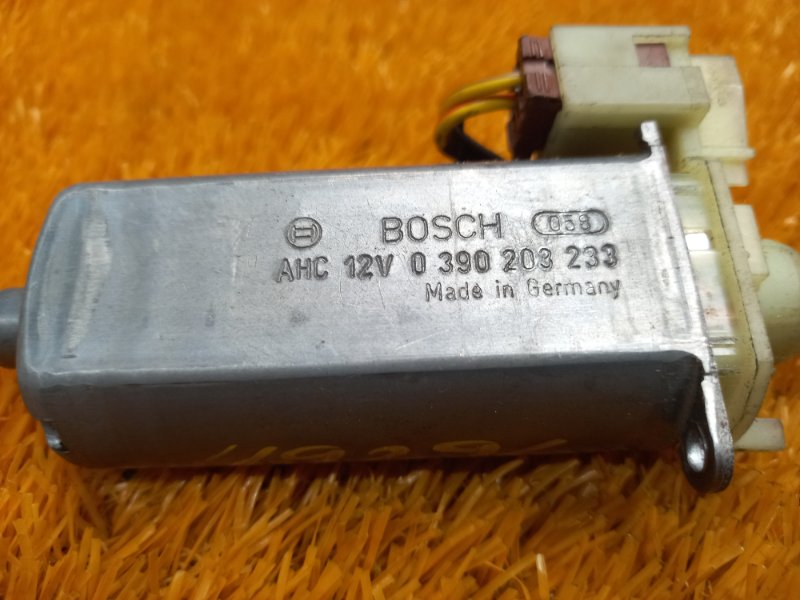 BOSCH 058
AHC 12V 0 390 203 233
Made in Germany